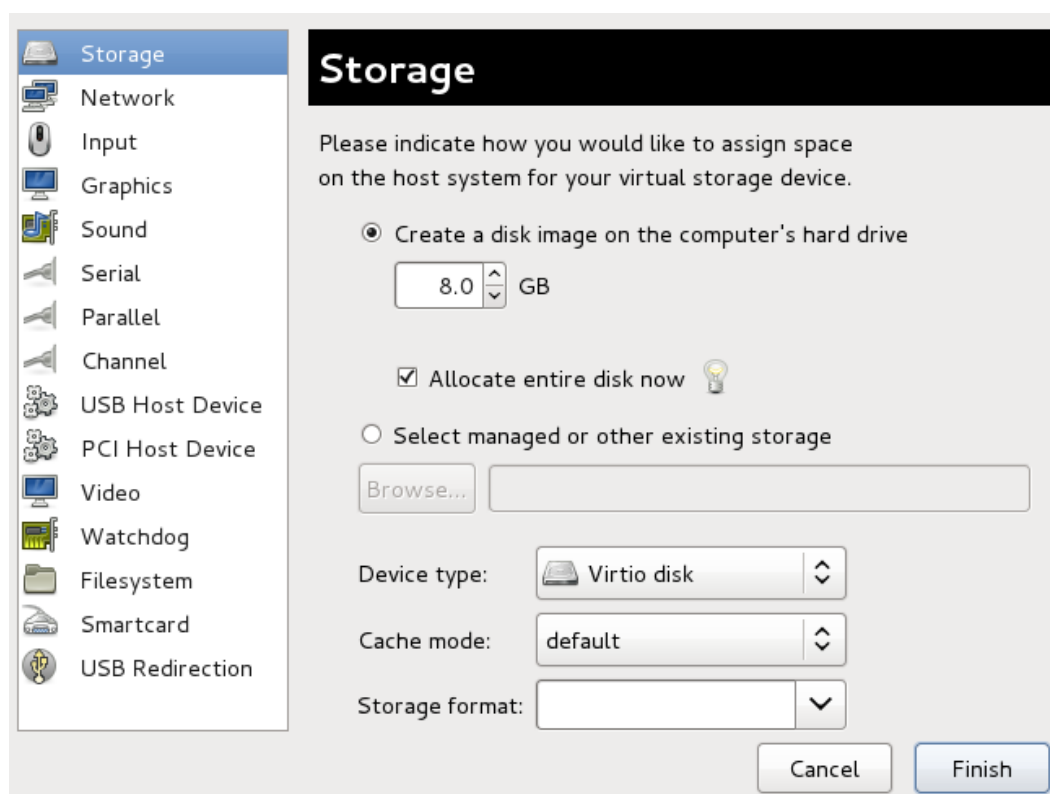 Storage
Network
Input
Graphics
Sound
Serial
Parallel
Channel
USB Host Device
PCI Host Device
Video
Watchdog
Filesystem
Smartcard
USB Redirection
Storage
Please indicate how you would like to assign space
on the host system for your virtual storage device.
Create a disk image on the computer's hard drive
8.0 GB
Allocate entire disk now
Select managed or other existing storage
Browse...
Device type: Virtio disk
Cache mode: default
Storage format:
Cancel Finish